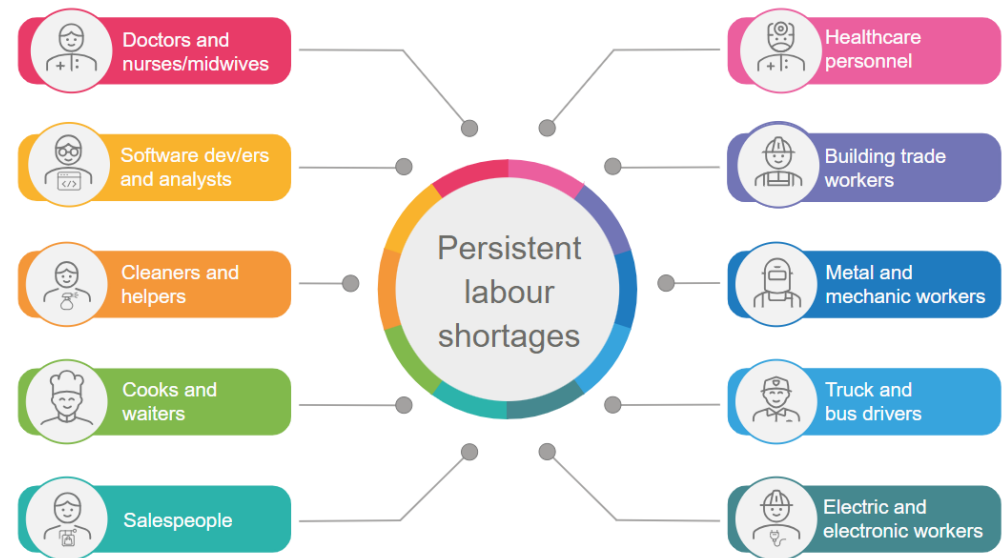 Doctors and
nurses/midwives
Software dev/ers
and analysts
Cleaners and
helpers
Cooks and
waiters
Salespeople
Persistent
labour
shortages
Healthcare
personnel
Building trade
workers
Metal and
mechanic workers
Truck and
bus drivers
Electric and
electronic workers